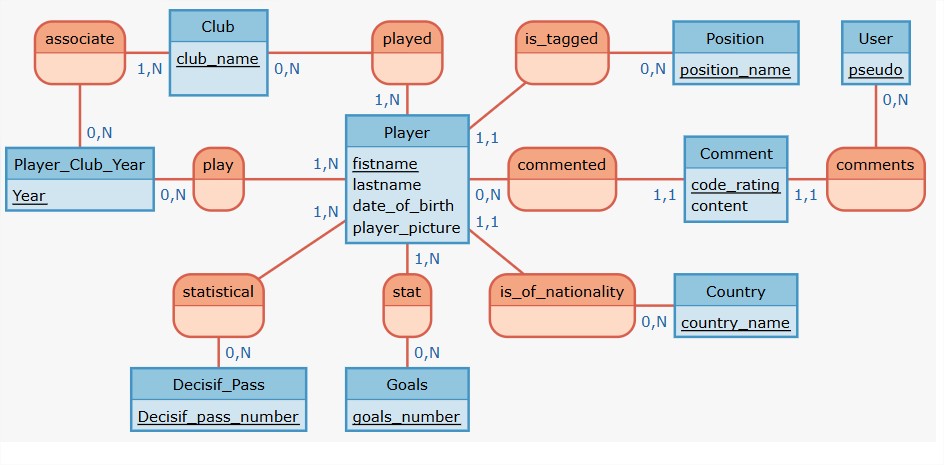 associate
Club
club_name
played
is_tagged
Position
position_name
User
pseudo
1,N
0,N
0,N
1,N
0,N
0,N
Player_Club_Year
Year
play
0,N
1,N
Player
fistname
lastname
date_of_birth
player_picture
1,1
commented
0,N
1,1
Comment
code_rating
content
1,1
comments
1,N
1,1
1,N
statistical
stat
is_of_nationality
Country
country_name
0,N
0,N
0,N
Decisif_Pass
Decisif_pass_number
Goals
goals_number